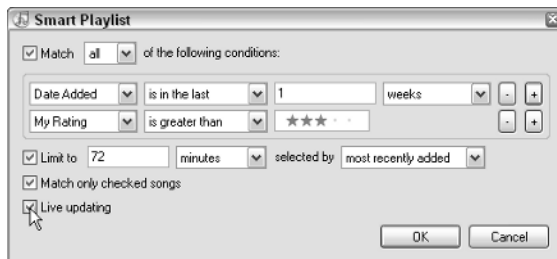 Smart Playlist
Match all of the following conditions:
Date Added is in the last 1 weeks - +
My Rating is greater than ★★★ · · - +
Limit to 72 minutes selected by most recently added
Match only checked songs
Live updating
OK Cancel